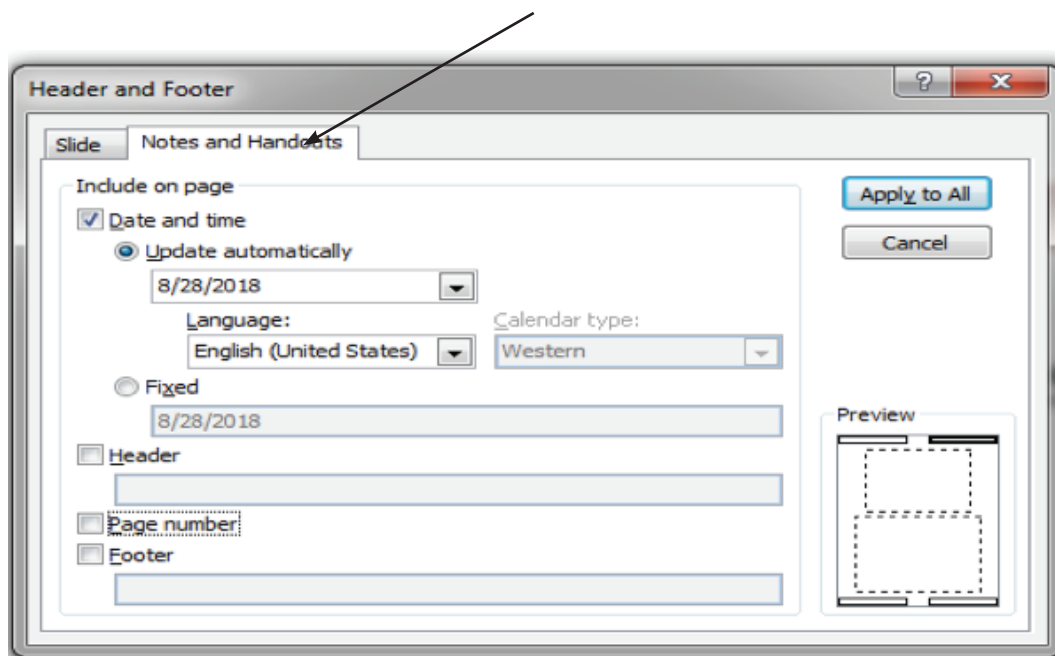 Header and Footer
Slide
Notes and Handouts
Include on page
Date and time
Update automatically
8/28/2018
Language:
Calendar type:
English (United States)
Western
Fixed
8/28/2018
Header
Page number
Footer
Apply to All
Cancel
Preview